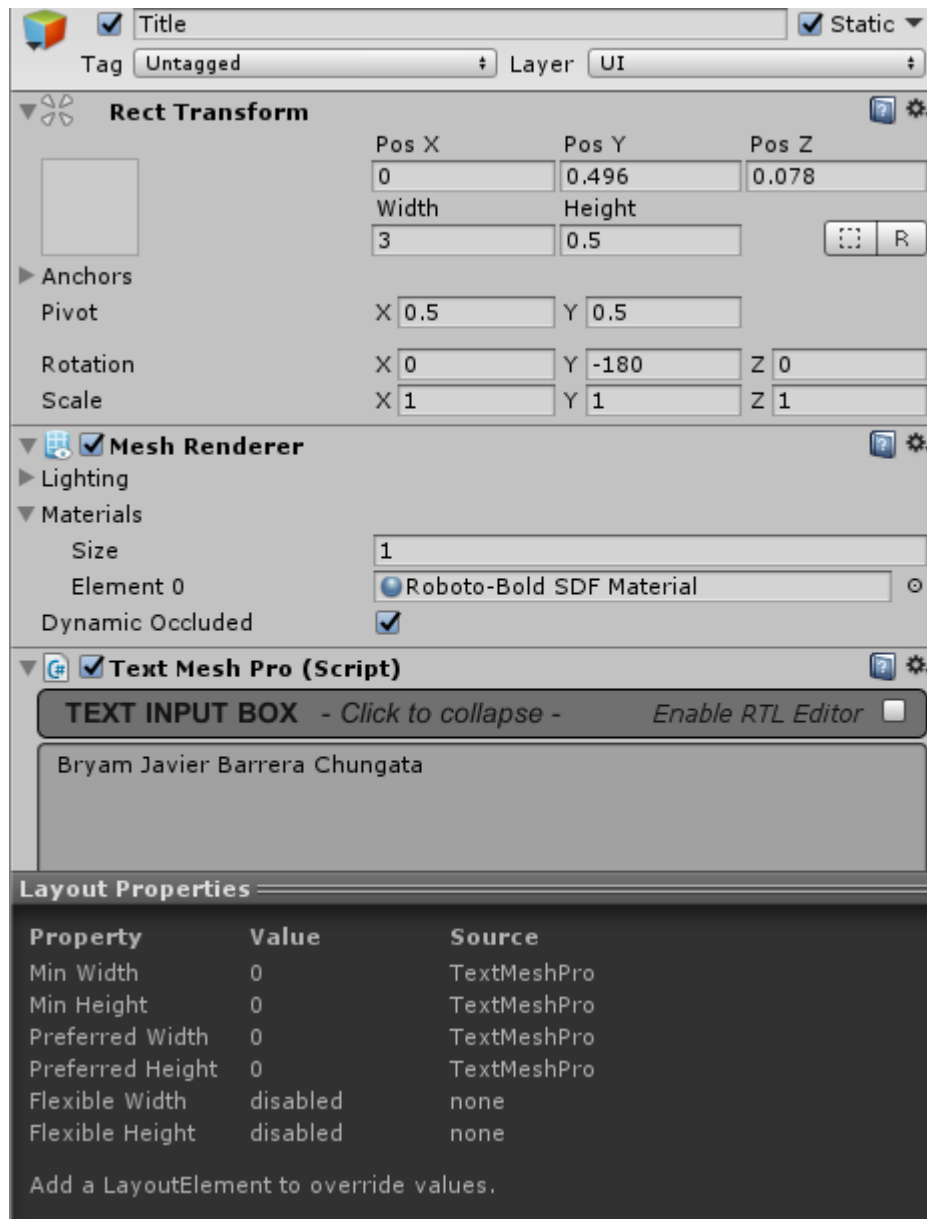 Title Static
Tag Untagged Layer UI
Rect Transform
Pos X Pos Y Pos Z
0 0.496 0.078
Width Height
3 0.5 R
Anchors
Pivot X 0.5 Y 0.5
Rotation X 0 Y -180 Z 0
Scale X 1 Y 1 Z 1
Mesh Renderer
Lighting
Materials
Size 1
Element 0 Roboto-Bold SDF Material
Dynamic Occluded
C# Text Mesh Pro (Script)
TEXT INPUT BOX - Click to collapse - Enable RTL Editor
Bryam Javier Barrera Chungata
Layout Properties
Property Value Source
Min Width 0 TextMeshPro
Min Height 0 TextMeshPro
Preferred Width 0 TextMeshPro
Preferred Height 0 TextMeshPro
Flexible Width disabled none
Flexible Height disabled none
Add a LayoutElement to override values.